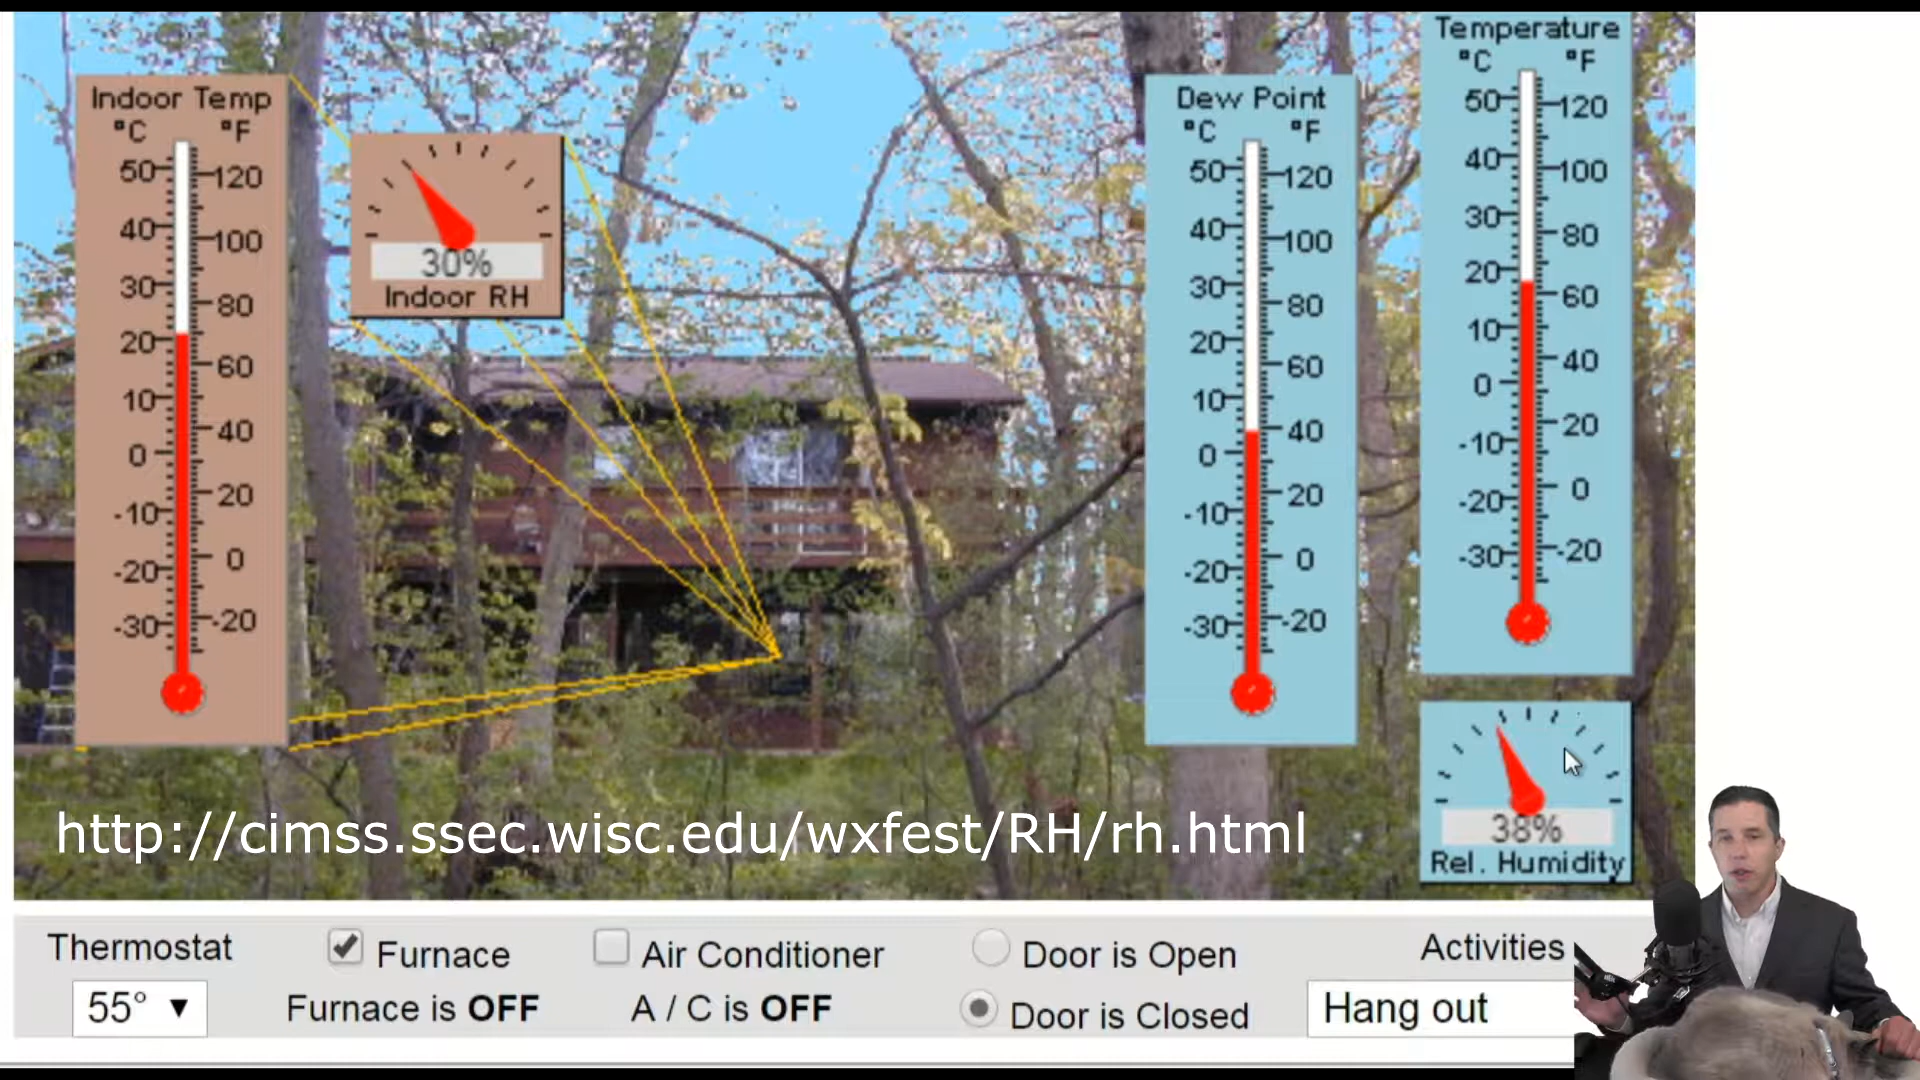 Indoor Temp
°C °F
50 120
40 100
30 80
20 60
10 40
0 20
-10 0
-20 -20
-30
30%
Indoor RH
Dew Point
°C °F
50 120
40 100
30 80
20 60
10 40
0 20
-10 0
-20 -20
-30
Temperature
°C °F
50 120
40 100
30 80
20 60
10 40
0 20
-10 0
-20 -20
-30
38%
Rel. Humidity
http://cimss.ssec.wisc.edu/wxfest/RH/rh.html
Thermostat
55° ▼
Furnace
Furnace is OFF
Air Conditioner
A / C is OFF
Door is Open
Door is Closed
Activities
Hang out